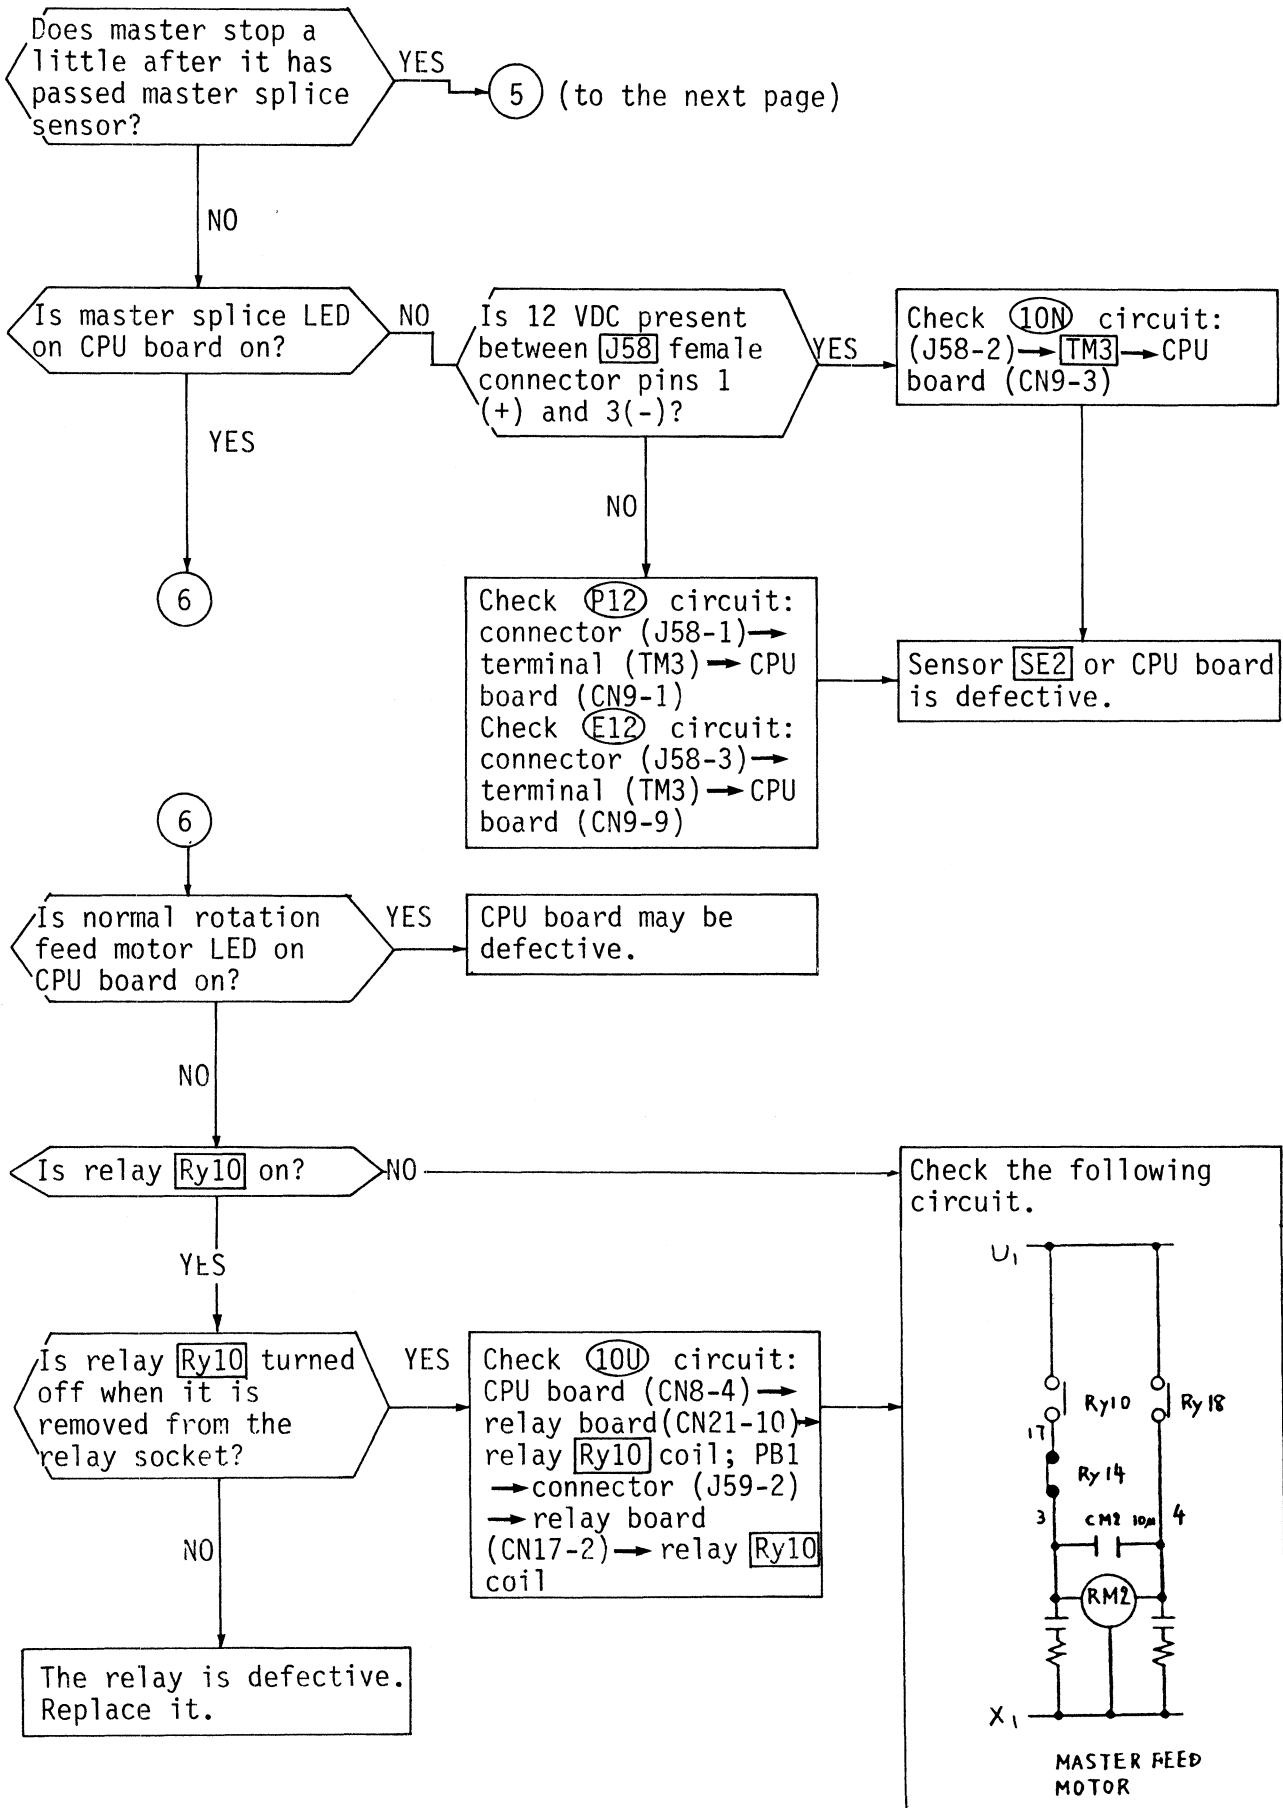 Does master stop a
little after it has
passed master splice
sensor?
YES
5 (to the next page)
NO
Is master splice LED
on CPU board on?
NO
Is 12 VDC present
between J58 female
connector pins 1
(+) and 3(-)?
YES
Check 10N circuit:
(J58-2)→ TM3 →CPU
board (CN9-3)
YES
NO
6
Check P12 circuit:
connector (J58-1)→
terminal (TM3)→ CPU
board (CN9-1)
Check E12 circuit:
connector (J58-3)→
terminal (TM3)→ CPU
board (CN9-9)
Sensor SE2 or CPU board
is defective.
6
Is normal rotation
feed motor LED on
CPU board on?
YES
CPU board may be
defective.
NO
Is relay Ry10 on?
NO
Check the following
circuit.
YES
Is relay Ry10 turned
off when it is
removed from the
relay socket?
YES
Check 10U circuit:
CPU board (CN8-4)→
relay board(CN21-10)→
relay Ry10 coil; PB1
→connector (J59-2)
→ relay board
(CN17-2)→ relay Ry10
coil
NO
The relay is defective.
Replace it.
U1
Ry10
Ry18
17
Ry14
3
CM2 10μ
4
RM2
X1
MASTER FEED
MOTOR